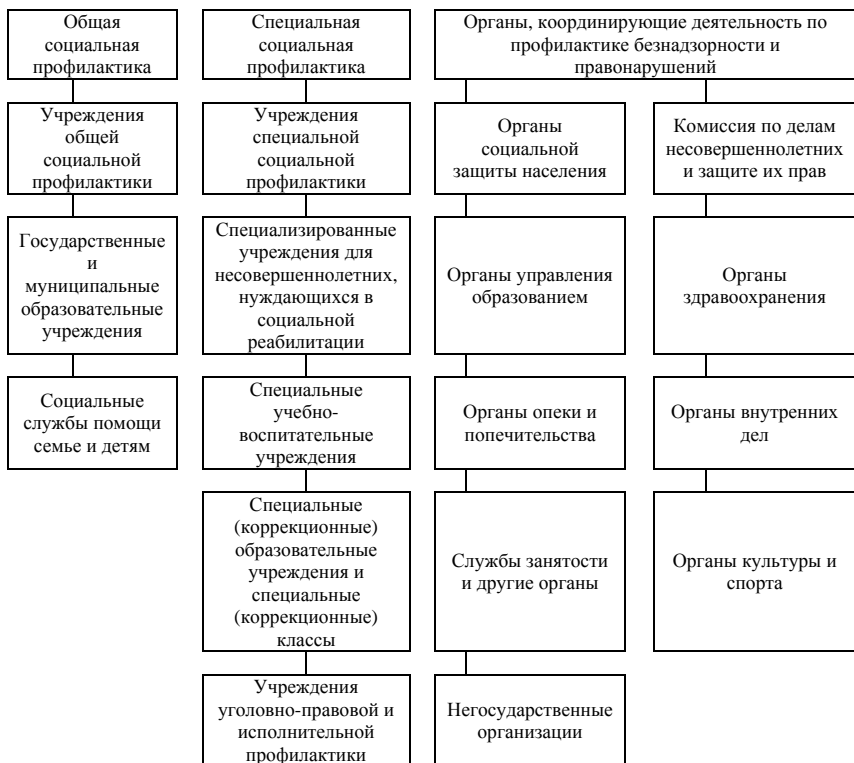 Общая
социальная
профилактика
Специальная
социальная
профилактика
Органы, координирующие деятельность по
профилактике безнадзорности и
правонарушений
Учреждения
общей
социальной
профилактики
Учреждения
специальной
социальной
профилактики
Органы
социальной
защиты населения
Комиссия по делам
несовершеннолетних
и защите их прав
Государственные
и
муниципальные
образовательные
учреждения
Специализированные
учреждения для
несовершеннолетних,
нуждающихся в
социальной
реабилитации
Органы управления
образованием
Органы
здравоохранения
Социальные
службы помощи
семье и детям
Специальные
учебно-
воспитательные
учреждения
Органы опеки и
попечительства
Органы внутренних
дел
Специальные
(коррекционные)
образовательные
учреждения и
специальные
(коррекционные)
классы
Службы занятости
и другие органы
Органы культуры и
спорта
Учреждения
уголовно-правовой и
исполнительной
профилактики
Негосударственные
организации